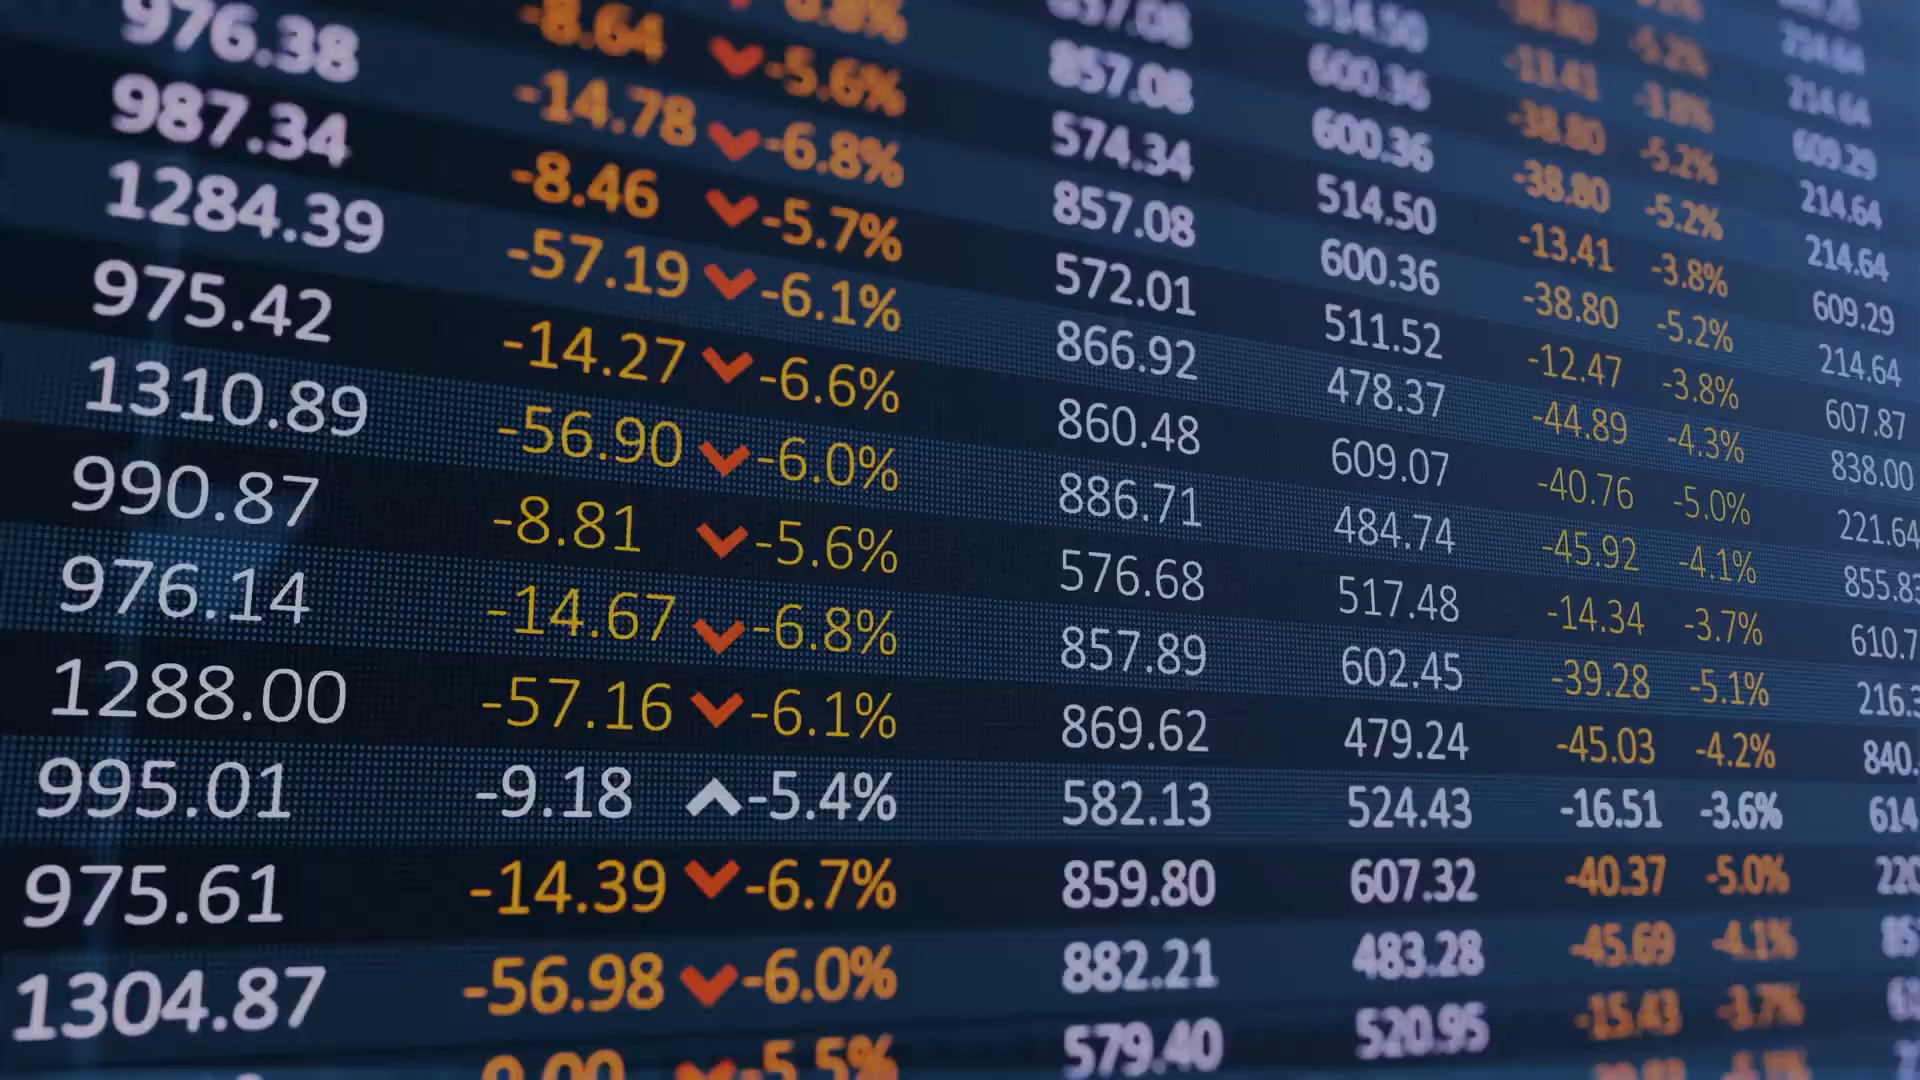 609.29
-13.41 -3.8% 214.64
857.08 600.36 -38.80 -5.2% 214.64
-8.64 -5.6% 574.34 514.50 -13.41 -3.8% 609.29
976.38 -14.78 -6.8% 857.08 600.36 -38.80 -5.2% 214.64
987.34 -8.46 -5.7% 572.01 511.52 -12.47 -3.8% 607.87
1284.39 -57.19 -6.1% 866.92 478.37 -44.89 -4.3% 838.00
975.42 -14.27 -6.6% 860.48 609.07 -40.76 -5.0% 221.64
1310.89 -56.90 -6.0% 886.71 484.74 -45.92 -4.1% 855.83
990.87 -8.81 -5.6% 576.68 517.48 -14.34 -3.7% 610.7
976.14 -14.67 -6.8% 857.89 602.45 -39.28 -5.1% 216.3
1288.00 -57.16 -6.1% 869.62 479.24 -45.03 -4.2% 840.
995.01 -9.18 -5.4% 582.13 524.43 -16.51 -3.6% 614
975.61 -14.39 -6.7% 859.80 607.32 -40.37 -5.0% 220
1304.87 -56.98 -6.0% 882.21 483.28 -45.69 -4.1%
-5.5% 579.40 520.95 -15.43 -3.7%